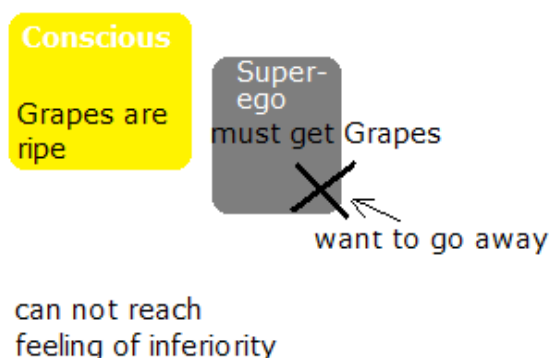 Conscious
Grapes are
ripe
Super-
ego
must get Grapes
want to go away
can not reach
feeling of inferiority